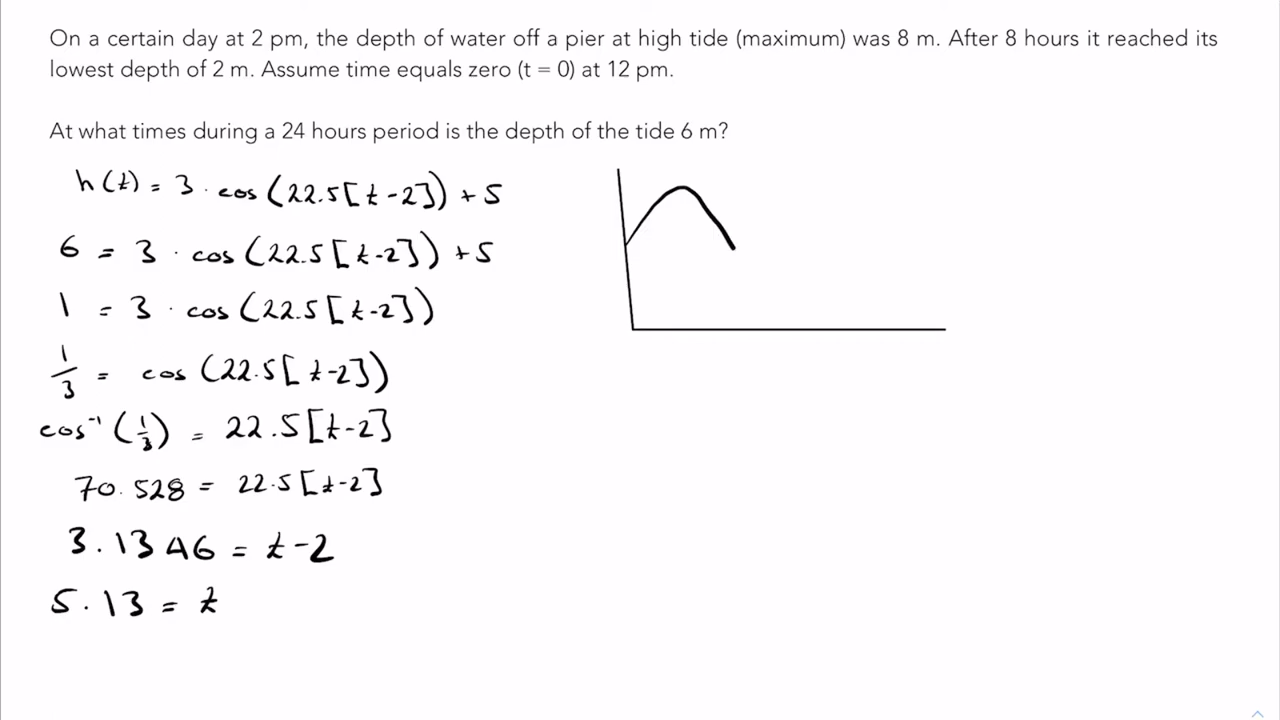 On a certain day at 2 pm, the depth of water off a pier at high tide (maximum) was 8 m. After 8 hours it reached its
lowest depth of 2 m. Assume time equals zero (t = 0) at 12 pm.
At what times during a 24 hours period is the depth of the tide 6 m?
h(t) = 3 · cos(22.5[t-2]) + 5
6 = 3 · cos(22.5[t-2]) + 5
1 = 3 · cos(22.5[t-2])
1/3 = cos(22.5[t-2])
cos⁻¹(1/3) = 22.5[t-2]
70.528 = 22.5[t-2]
3.1346 = t-2
5.13 = t